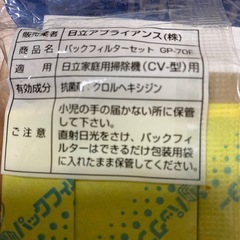 販売業者 日立アプライアンス(株)
商品名 パックフィルターセット GP-70F
適用 日立家庭用掃除機(CV-型)用
有効成分 抗菌剤:クロルヘキシジン
小児の手の届かない所に保管
して下さい。
直射日光をさけ、パックフィ
ルターはできるだけ包装用袋
に入れたまま保管してください。
パックフィ